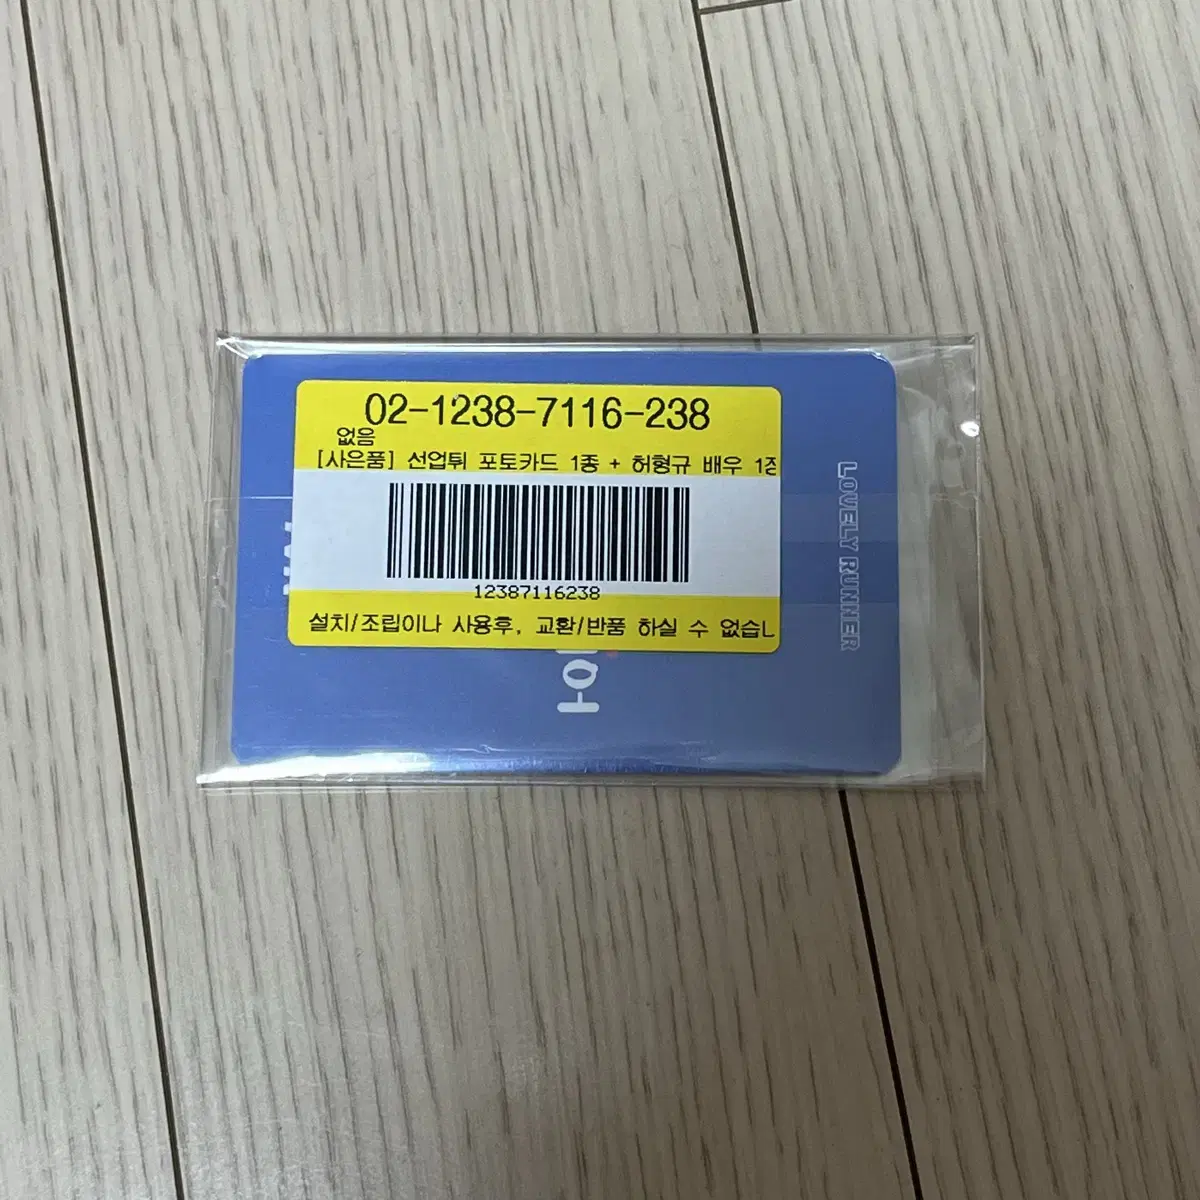 02-1238-7116-238
없음
[사은품] 선업튀 포토카드 1종 + 허형규 배우 1종
12387116238
설치/조립이나 사용후, 교환/반품 하실 수 없습니
LOVELY RUNNER